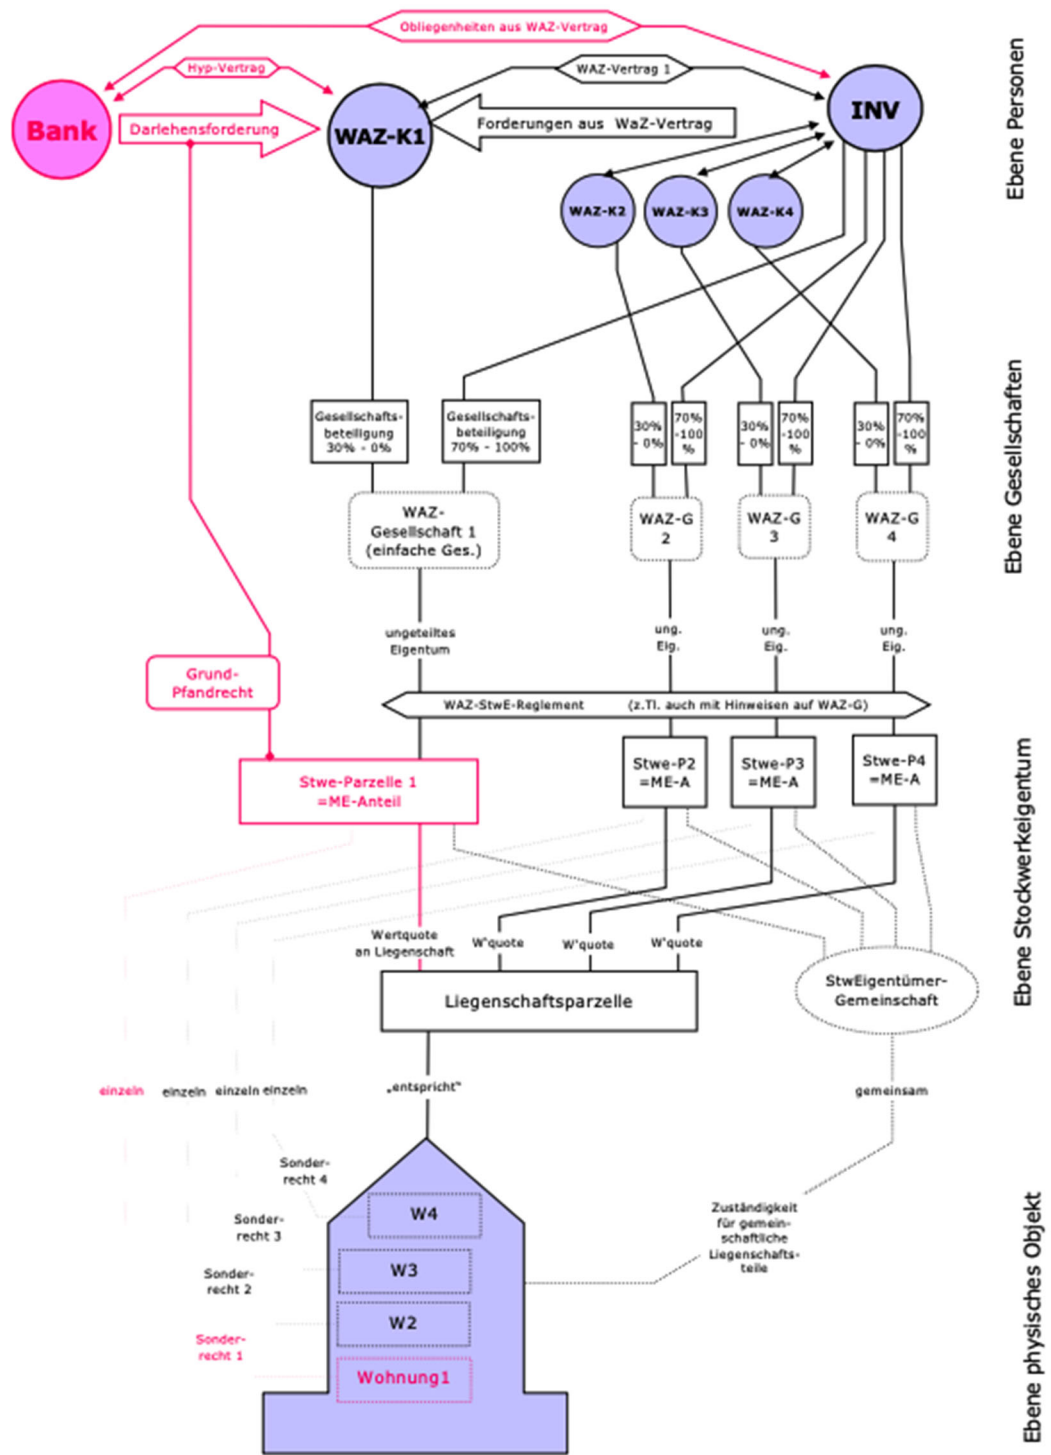 Obliegenheiten aus WAZ-Vertrag
Hyp-Vertrag
WAZ-Vertrag 1
Bank
Darlehensforderung
WAZ-K1
Forderungen aus WaZ-Vertrag
INV
WAZ-K2
WAZ-K3
WAZ-K4
Ebene Personen
Gesellschafts-
beteiligung
30% - 0%
Gesellschafts-
beteiligung
70% - 100%
30%
- 0%
70%
-100
%
30%
- 0%
70%
-100
%
30%
- 0%
70%
-100
%
WAZ-
Gesellschaft 1
(einfache Ges.)
WAZ-G
2
WAZ-G
3
WAZ-G
4
Ebene Gesellschaften
ungeteiltes
Eigentum
ung.
Eig.
ung.
Eig.
ung.
Eig.
Grund-
Pfandrecht
WAZ-StwE-Reglement (z.Tl. auch mit Hinweisen auf WAZ-G)
Stwe-Parzelle 1
=ME-Anteil
Stwe-P2
=ME-A
Stwe-P3
=ME-A
Stwe-P4
=ME-A
Ebene Stockwerkeigentum
Wertquote
an Liegenschaft
W'quote
W'quote
W'quote
Liegenschaftsparzelle
StwEigentümer-
Gemeinschaft
einzeln
einzeln
einzeln
einzeln
„entspricht“
gemeinsam
Sonder-
recht 4
Sonder-
recht 3
Sonder-
recht 2
Sonder-
recht 1
W4
W3
W2
Wohnung1
Zuständigkeit
für gemein-
schaftliche
Liegenschafts-
teile
Ebene physisches Objekt